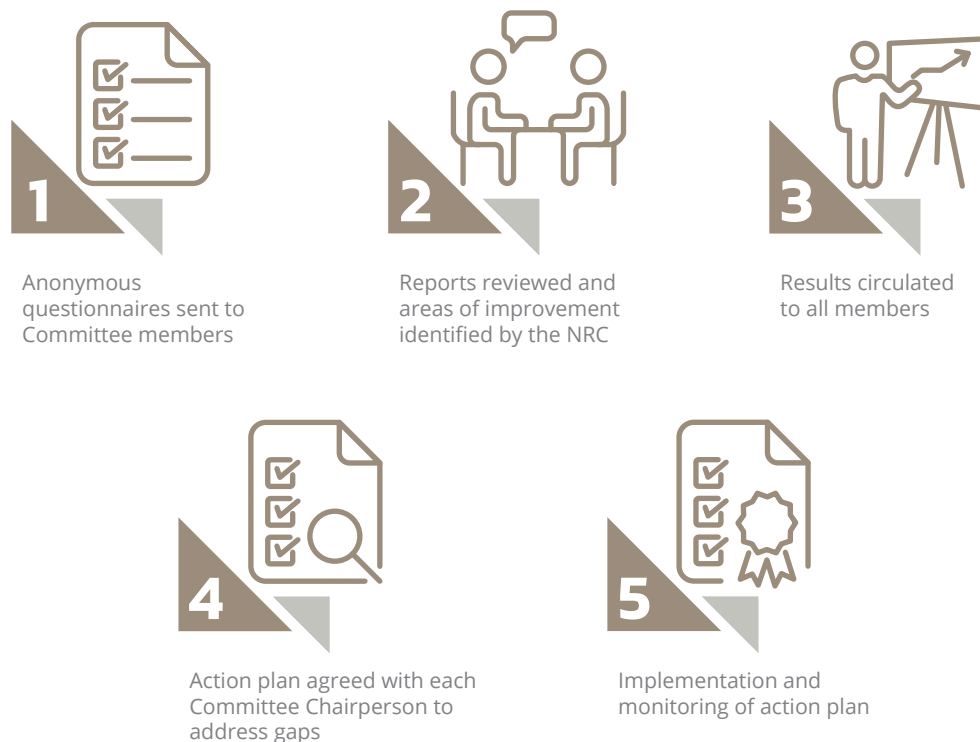 1
Anonymous
questionnaires sent to
Committee members
2
Reports reviewed and
areas of improvement
identified by the NRC
3
Results circulated
to all members
4
Action plan agreed with each
Committee Chairperson to
address gaps
5
Implementation and
monitoring of action plan